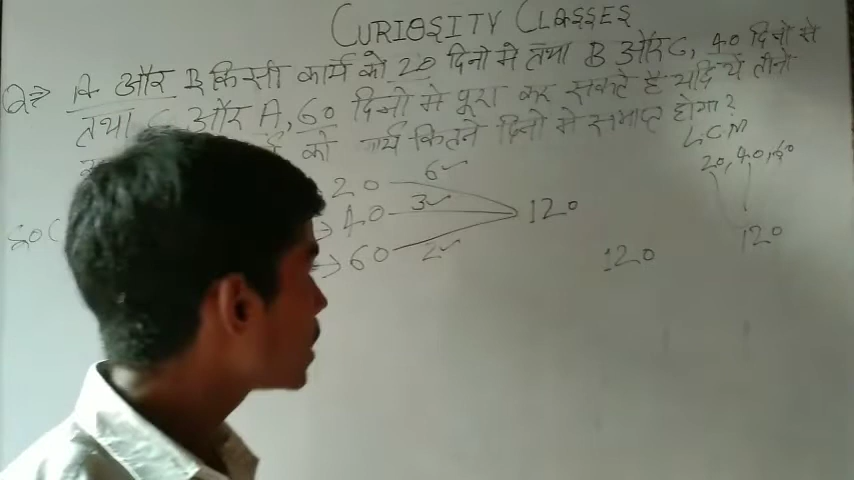 CURIOSITY CLASSES
Q⇒ A और B किसी कार्य को 20 दिनो मे तथा B और C, 40 दिनो से
तथा C और A, 60 दिनो मे पूरा कर सकते है यदि ये तीनो
को कार्य कितने दिनो मे समाप्त होगा?
L C M
20, 40, 60
20 6✓
→ 40 3✓ 120
→ 60 2✓
120 120